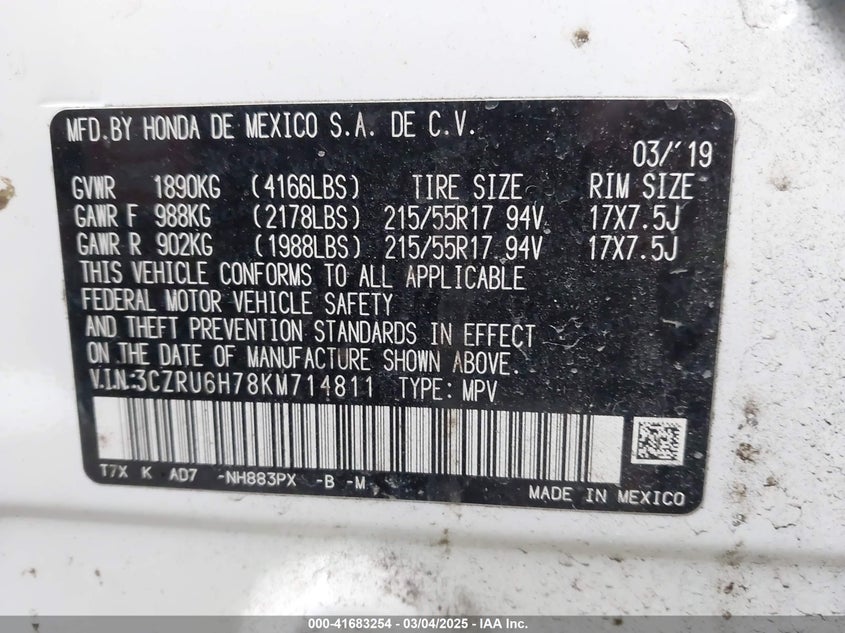 MFD. BY HONDA DE MEXICO S.A. DE C.V.
03/'19
GVWR 1890KG (4166LBS) TIRE SIZE RIM SIZE
GAWR F 988KG (2178LBS) 215/55R17 94V 17X7.5J
GAWR R 902KG (1988LBS) 215/55R17 94V 17X7.5J
THIS VEHICLE CONFORMS TO ALL APPLICABLE
FEDERAL MOTOR VEHICLE SAFETY
AND THEFT PREVENTION STANDARDS IN EFFECT
ON THE DATE OF MANUFACTURE SHOWN ABOVE.
V.I.N:3CZRU6H78KM714811 TYPE: MPV
T7X K AD7 -NH883PX -B -M
MADE IN MEXICO
000-41683254 - 03/04/2025 - IAA Inc.